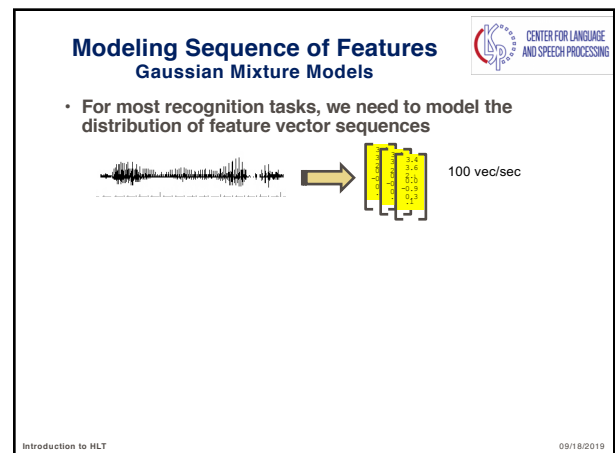 Modeling Sequence of Features
Gaussian Mixture Models
CENTER FOR LANGUAGE
AND SPEECH PROCESSING
• For most recognition tasks, we need to model the
distribution of feature vector sequences
3.4
3.6
0.0
-0.9
0.3
.1
100 vec/sec
Introduction to HLT
09/18/2019